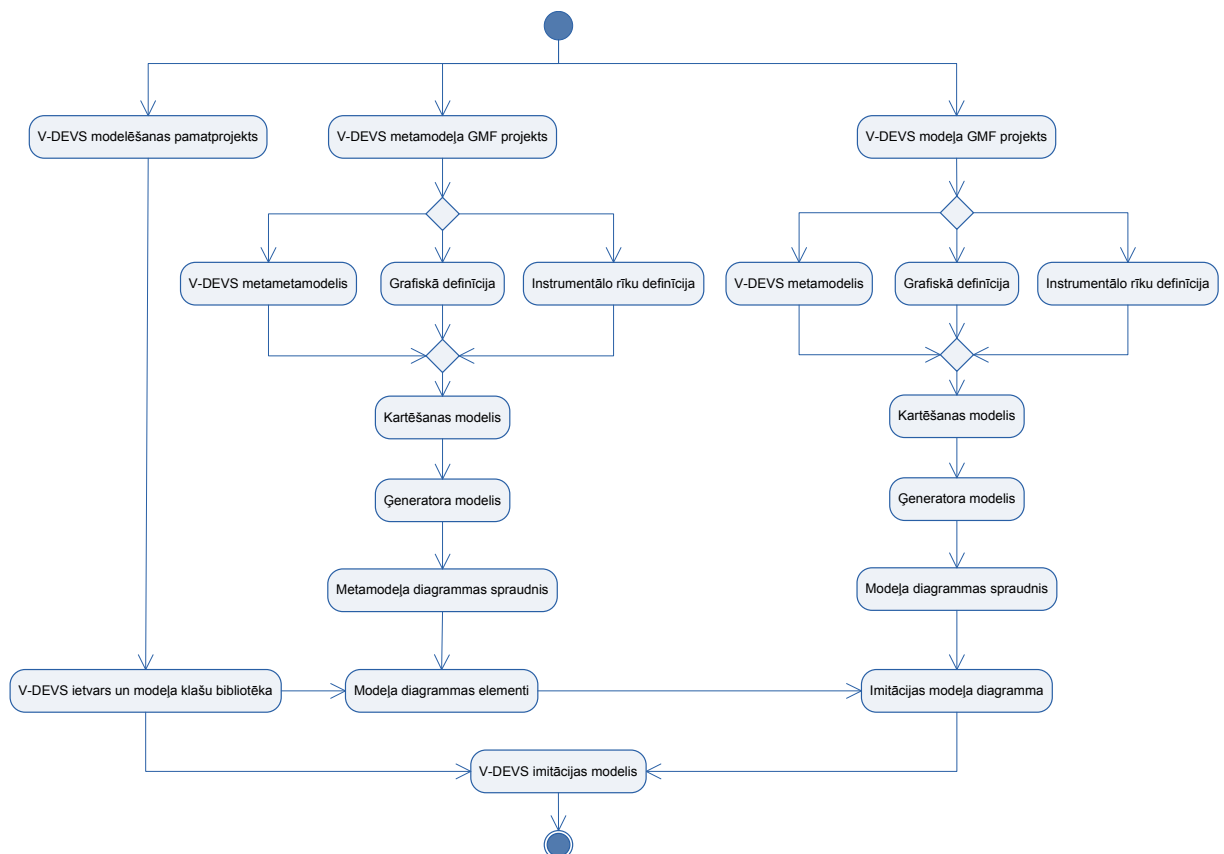 V-DEVS modelēšanas pamatprojekts
V-DEVS metamodeļa GMF projekts
V-DEVS modeļa GMF projekts
V-DEVS metametamodelis
Grafiskā definīcija
Instrumentālo rīku definīcija
V-DEVS metamodelis
Grafiskā definīcija
Instrumentālo rīku definīcija
Kartēšanas modelis
Kartēšanas modelis
Ģeneratora modelis
Ģeneratora modelis
Metamodeļa diagrammas spraudnis
Modeļa diagrammas spraudnis
V-DEVS ietvars un modeļa klašu bibliotēka
Modeļa diagrammas elementi
Imitācijas modeļa diagramma
V-DEVS imitācijas modelis